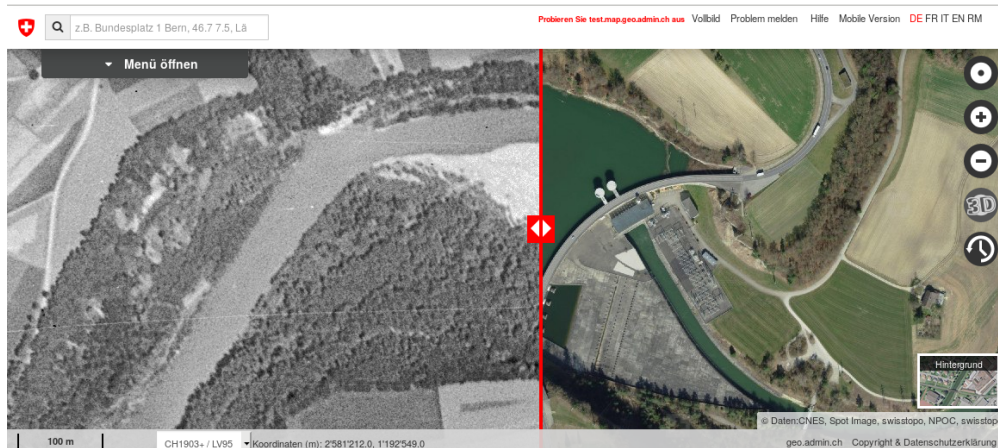 z.B. Bundesplatz 1 Bern, 46.7 7.5, Lä
Probieren Sie test.map.geo.admin.ch aus Vollbild Problem melden Hilfe Mobile Version DE FR IT EN RM
Menü öffnen
3D
Hintergrund
© Daten:CNES, Spot Image, swisstopo, NPOC, swisstop
100 m
CH1903+ / LV95 Koordinaten (m): 2'581'212.0, 1'192'549.0
geo.admin.ch Copyright & Datenschutzerklärung